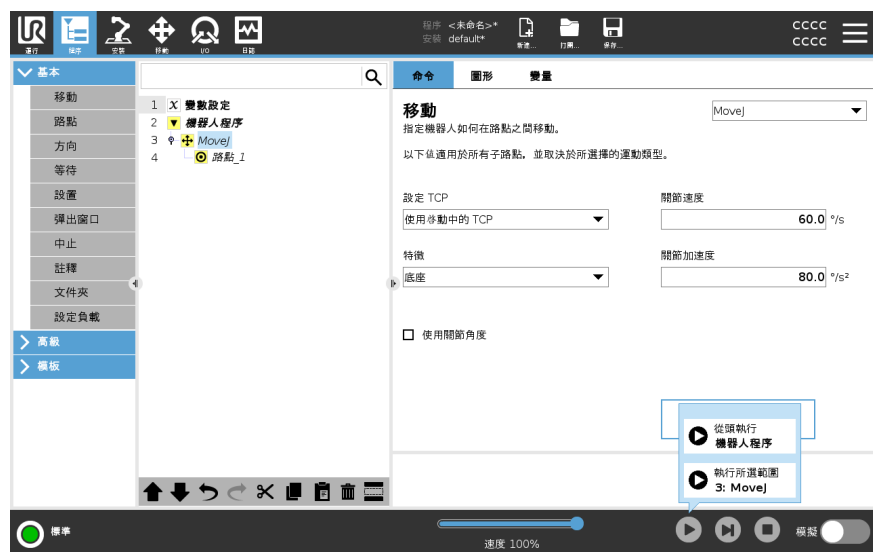 程序 <未命名>*
安裝 default*
運行 程序 安裝 移動 I/O 日誌 新建... 打開... 保存...
CCCC
CCCC
基本
移動
路點
方向
等待
設置
彈出窗口
中止
註釋
文件夾
設定負載
高級
模板
1 X 變數設定
2 機器人程序
3 MoveJ
4 路點_1
命令 圖形 變量
移動
MoveJ
指定機器人如何在路點之間移動。
以下值適用於所有子路點，並取決於所選擇的運動類型。
設定 TCP
關節速度
使用移動中的 TCP
60.0 °/s
特徵
關節加速度
底座
80.0 °/s²
使用關節角度
從頭執行
機器人程序
執行所選範圍
3: MoveJ
標準
速度 100%
模擬